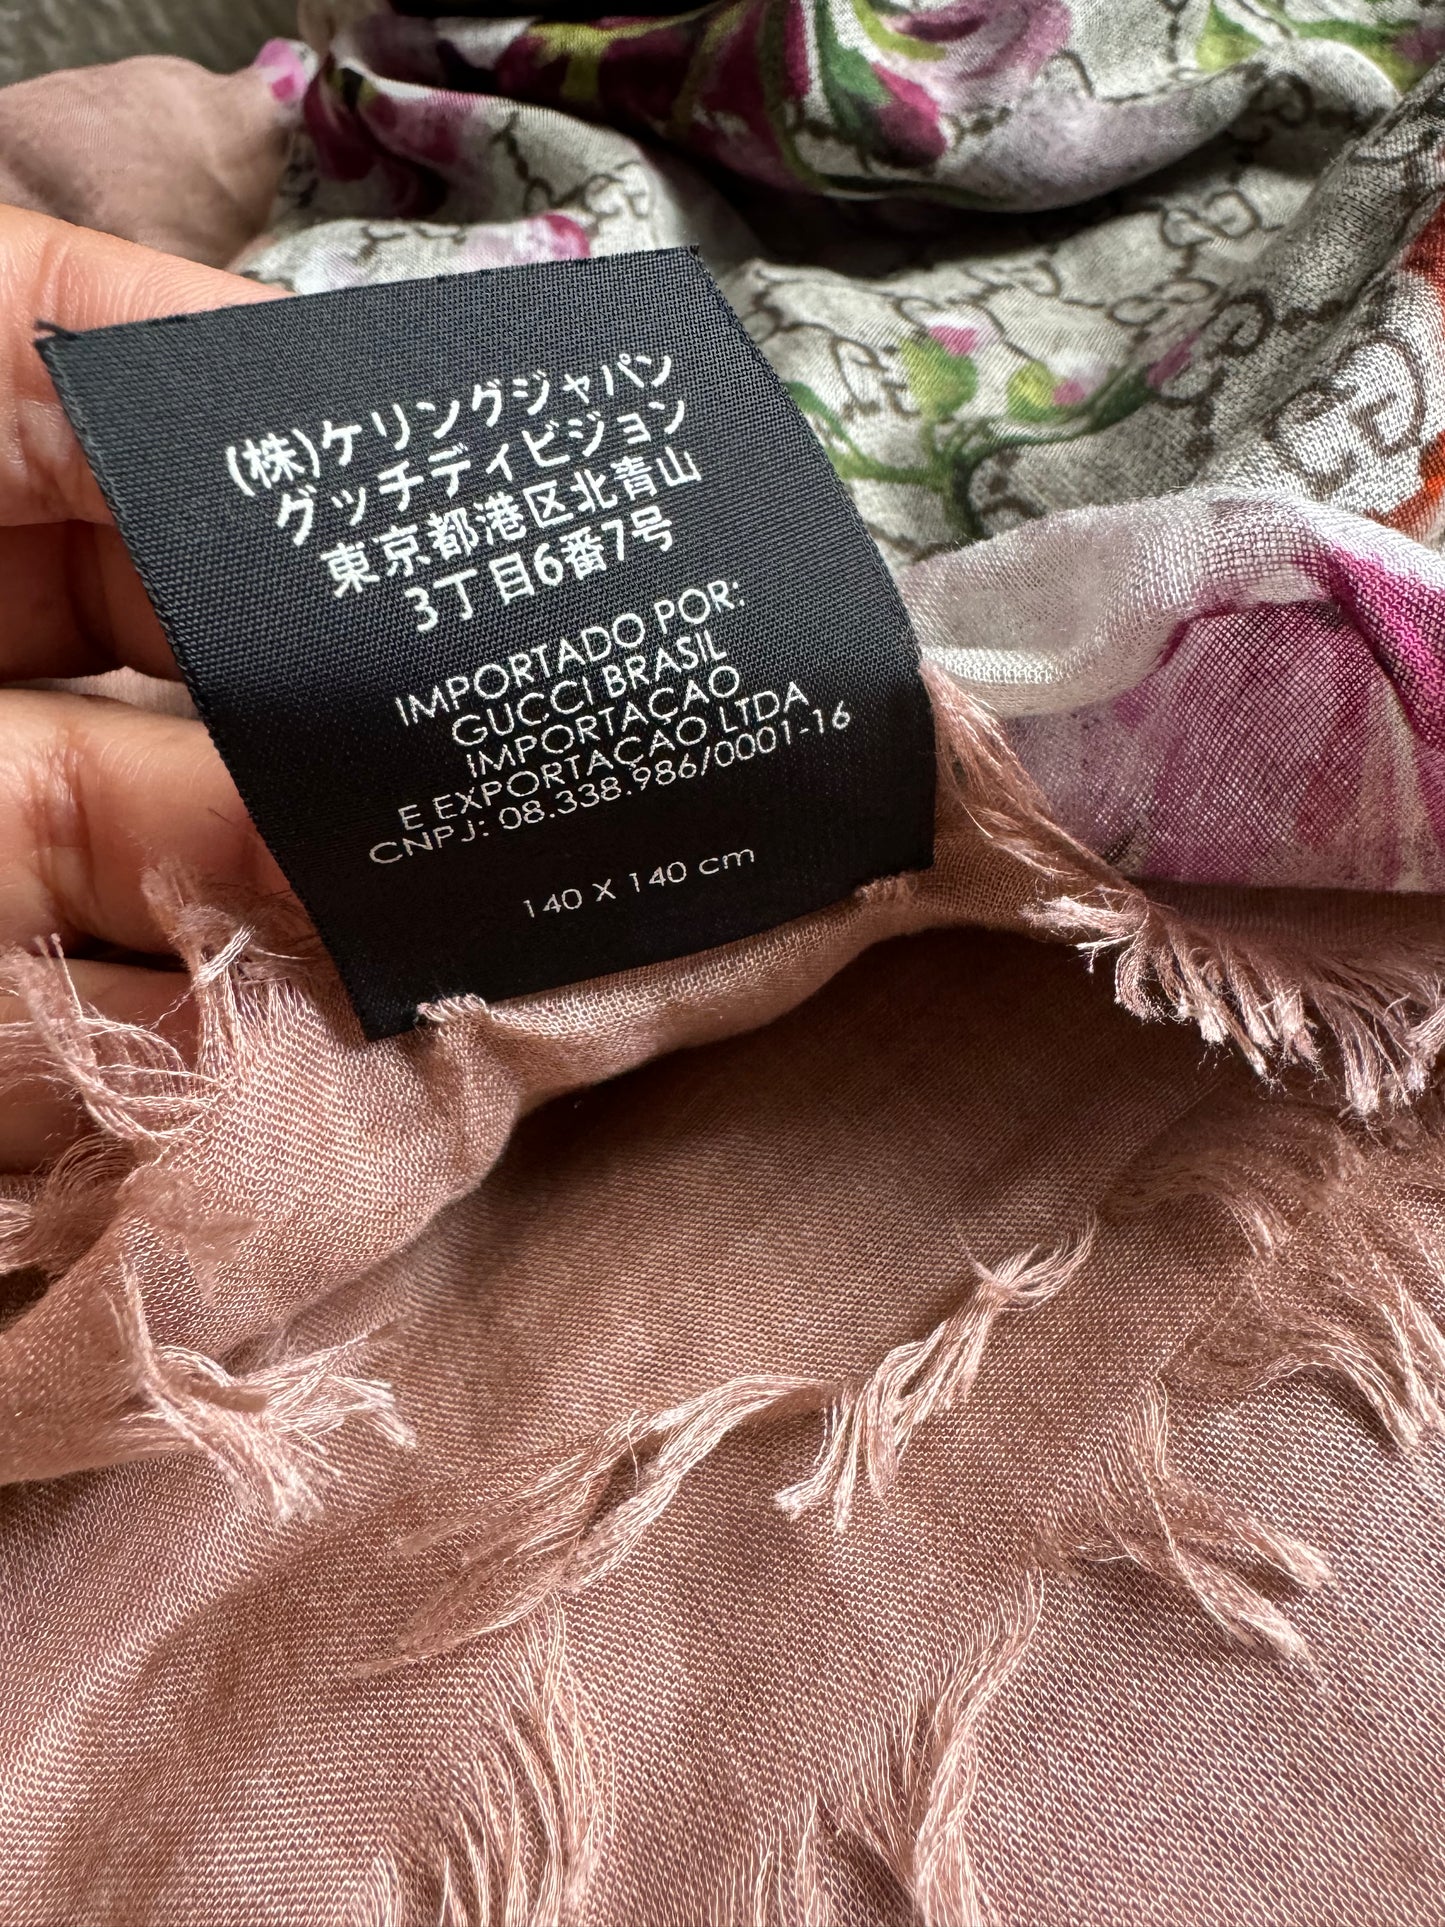 (株)ケリングジャパン
グッチディビジョン
東京都港区北青山
3丁目6番7号
IMPORTADO POR:
GUCCI BRASIL
IMPORTAÇAO
E EXPORTAÇAO LTDA
CNPJ: 08.338.986/0001-16
140 X 140 cm